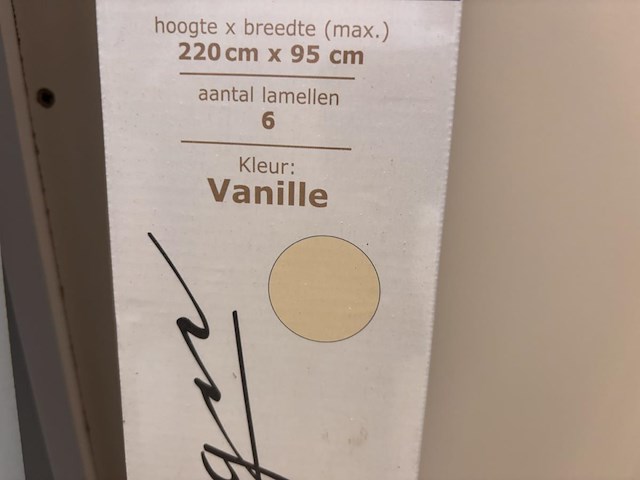 hoogte x breedte (max.)
220 cm x 95 cm
aantal lamellen
6
Kleur:
Vanille